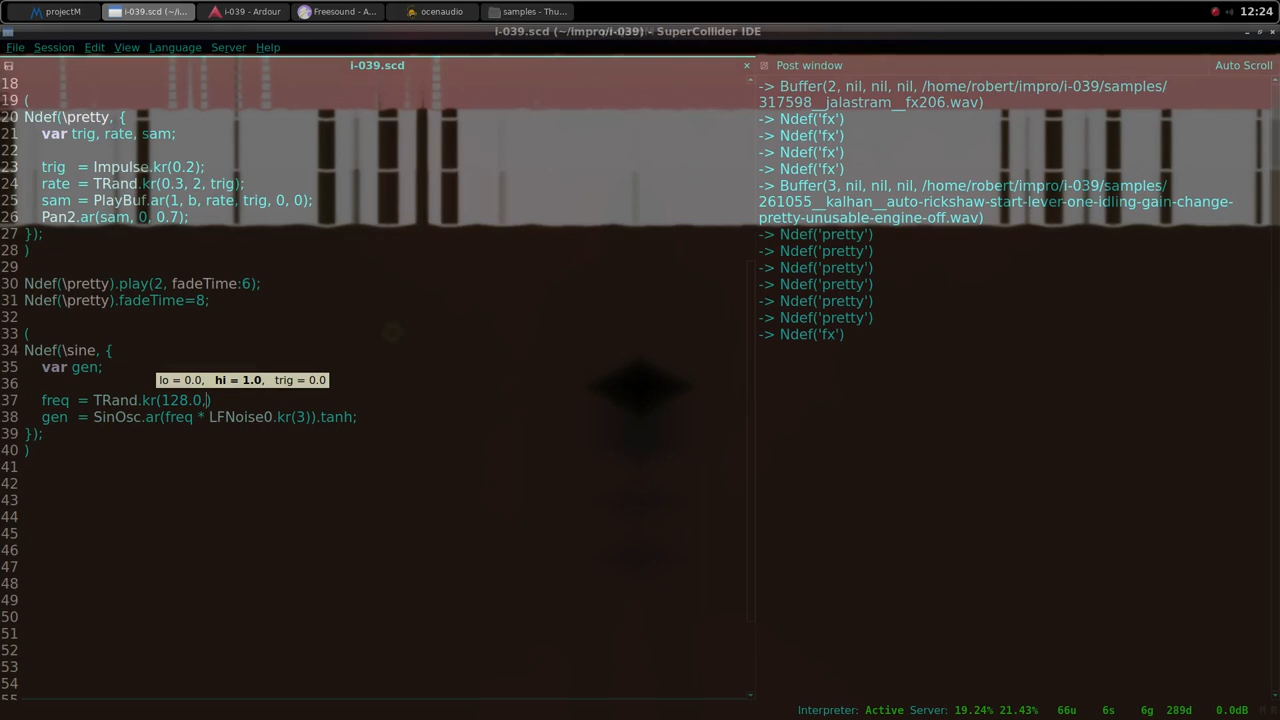 projectM
i-039.scd (~/i...
i-039 - Ardour
Freesound - A...
ocenaudio
samples - Thu...
12:24
i-039.scd (~/impro/i-039) - SuperCollider IDE
File Session Edit View Language Server Help
i-039.scd
Post window
Auto Scroll
18
19 (
20 Ndef(\pretty, {
21 var trig, rate, sam;
22
23 trig = Impulse.kr(0.2);
24 rate = TRand.kr(0.3, 2, trig);
25 sam = PlayBuf.ar(1, b, rate, trig, 0, 0);
26 Pan2.ar(sam, 0, 0.7);
27 });
28 )
29
30 Ndef(\pretty).play(2, fadeTime:6);
31 Ndef(\pretty).fadeTime=8;
32
33 (
34 Ndef(\sine, {
35 var gen;
lo = 0.0, hi = 1.0, trig = 0.0
36
37 freq = TRand.kr(128.0,)
38 gen = SinOsc.ar(freq * LFNoise0.kr(3)).tanh;
39 });
40 )
41
42
43
44
45
46
47
48
49
50
51
52
53
54
55
-> Buffer(2, nil, nil, nil, /home/robert/impro/i-039/samples/
317598__jalastram__fx206.wav)
-> Ndef('fx')
-> Ndef('fx')
-> Ndef('fx')
-> Ndef('fx')
-> Buffer(3, nil, nil, nil, /home/robert/impro/i-039/samples/
261055__kalhan__auto-rickshaw-start-lever-one-idling-gain-change-
pretty-unusable-engine-off.wav)
-> Ndef('pretty')
-> Ndef('pretty')
-> Ndef('pretty')
-> Ndef('pretty')
-> Ndef('pretty')
-> Ndef('pretty')
-> Ndef('fx')
Interpreter: Active Server: 19.24% 21.43% 66u 6s 6g 289d 0.0dB